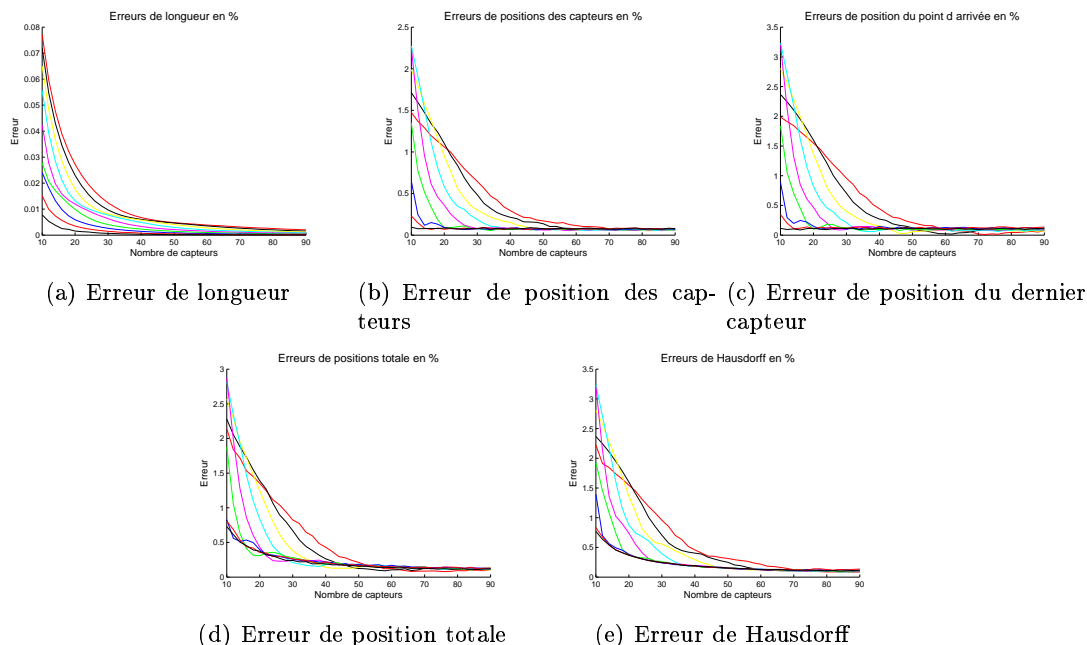 Erreurs de longueur en %
0.08
0.07
0.06
0.05
0.04
0.03
0.02
0.01
0
Erreur
10 20 30 40 50 60 70 80 90
Nombre de capteurs
(a) Erreur de longueur
Erreurs de positions des capteurs en %
2.5
2
1.5
1
0.5
0
Erreur
10 20 30 40 50 60 70 80 90
Nombre de capteurs
(b) Erreur de position des cap-
teurs
Erreurs de position du point d arrivée en %
3.5
3
2.5
2
1.5
1
0.5
0
Erreur
10 20 30 40 50 60 70 80 90
Nombre de capteurs
(c) Erreur de position du dernier
capteur
Erreurs de positions totale en %
3
2.5
2
1.5
1
0.5
0
Erreur
10 20 30 40 50 60 70 80 90
Nombre de capteurs
(d) Erreur de position totale
Erreurs de Hausdorff en %
3.5
3
2.5
2
1.5
1
0.5
0
Erreur
10 20 30 40 50 60 70 80 90
Nombre de capteurs
(e) Erreur de Hausdorff